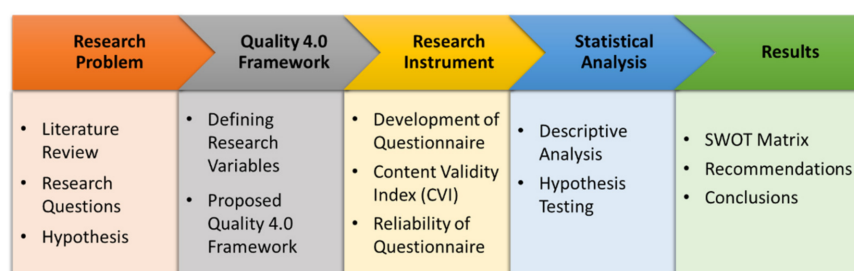 Research
Problem
Quality 4.0
Framework
Research
Instrument
Statistical
Analysis
Results
• Literature
Review
• Research
Questions
• Hypothesis
• Defining
Research
Variables
• Proposed
Quality 4.0
Framework
• Development of
Questionnaire
• Content Validity
Index (CVI)
• Reliability of
Questionnaire
• Descriptive
Analysis
• Hypothesis
Testing
• SWOT Matrix
• Recommendations
• Conclusions